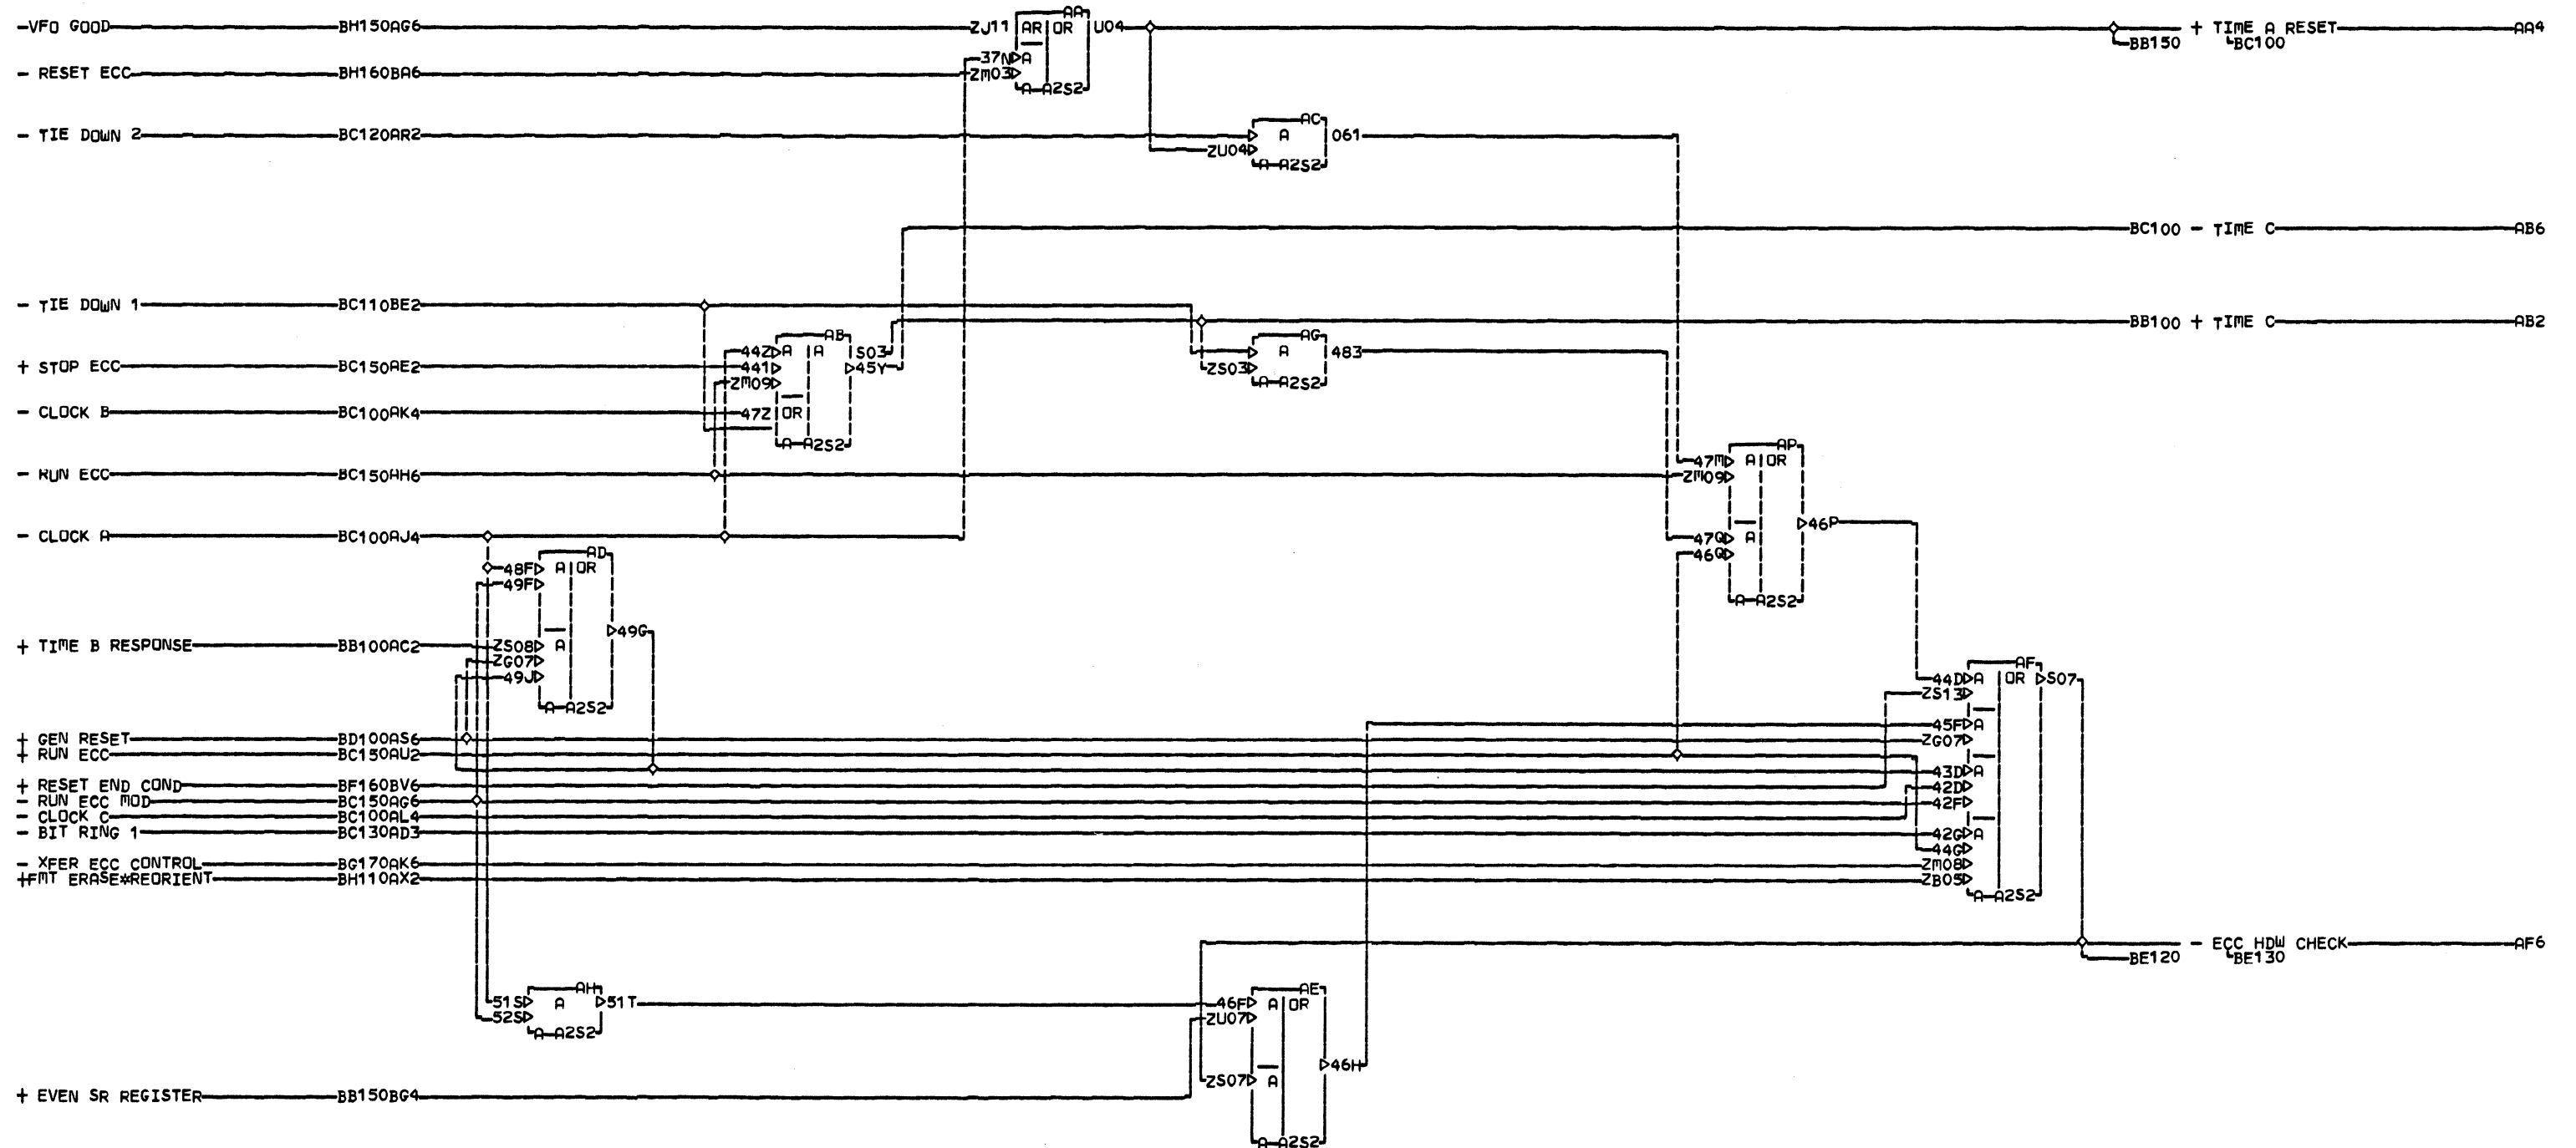 -VFO GOOD BH150AG6 ZJ11 AR OR AA U04 + TIME A RESET AA4
BB150 BC100
37N A
- RESET ECC BH160BA6 ZM03
A A2S2
AC
- TIE DOWN 2 BC120AR2 A 061
ZU04
A A2S2
BC100 - TIME C AB6
- TIE DOWN 1 BC110BE2
BB100 + TIME C AB2
AB AG
44Z A A S03 A 483
+ STOP ECC BC150AE2 441 45Y ZS03
ZM09 A A2S2
- CLOCK B BC100AK4 47Z OR
A A2S2
AP
47M A OR
- RUN ECC BC150AH6 ZM09
46P
- CLOCK A BC100AJ4 47Q A
46Q
AD
48F A OR
49F
A A2S2
49G
+ TIME B RESPONSE BB100AC2 ZS08 A
ZG07
AF
49J 44D A OR S07
ZS13
A A2S2
45F A
+ GEN RESET BD100AS6 ZG07
+ RUN ECC BC150AU2
43D A
+ RESET END COND BF160BV6 42D
- RUN ECC MOD BC150AG6 42F
- CLOCK C BC100AL4
- BIT RING 1 BC130AD3 42G A
44G
- XFER ECC CONTROL BG170AK6 ZM08
+FMT ERASE*REORIENT BH110AX2 ZB05
A A2S2
- ECC HDW CHECK AF6
BE120 BE130
AH AE
51S A 51T 46F A OR
52S ZU07
A A2S2
46H
ZS07 A
+ EVEN SR REGISTER BB150BG4
A A2S2